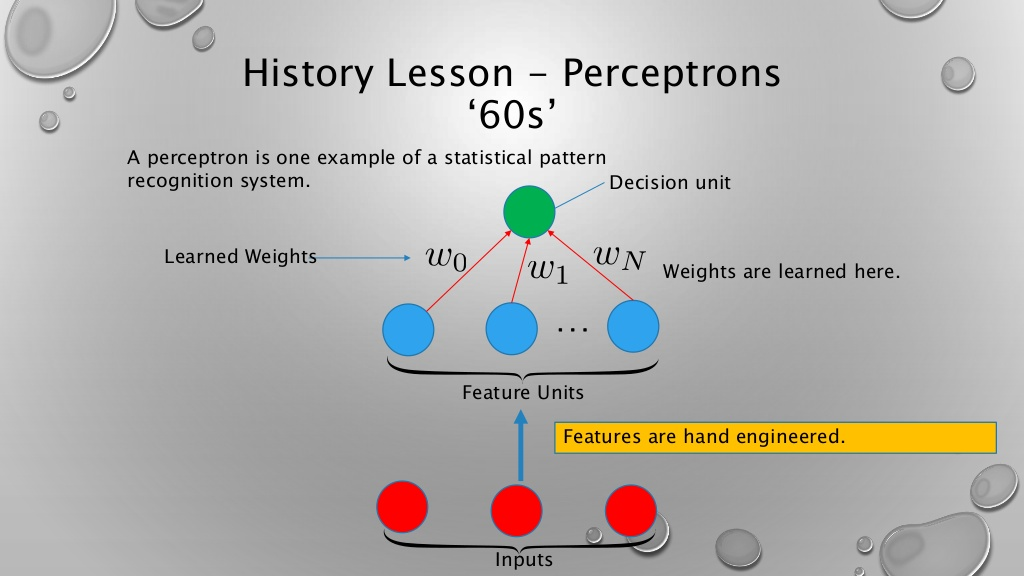 History Lesson – Perceptrons
‘60s’
A perceptron is one example of a statistical pattern
recognition system.
Decision unit
Learned Weights
w₀
w₁
w_N
Weights are learned here.
...
Feature Units
Features are hand engineered.
Inputs